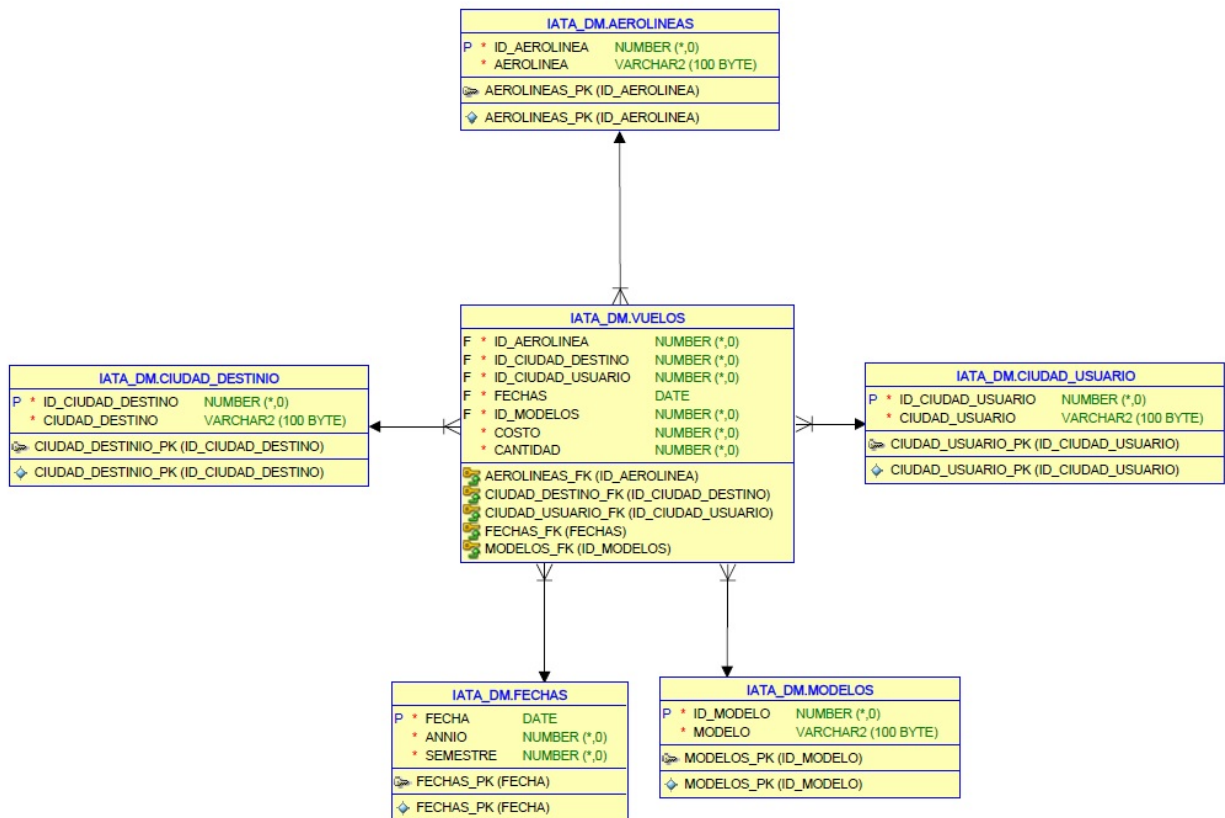 IATA_DM.AEROLINEAS
P * ID_AEROLINEA NUMBER (*,0)
* AEROLINEA VARCHAR2 (100 BYTE)
AEROLINEAS_PK (ID_AEROLINEA)
AEROLINEAS_PK (ID_AEROLINEA)
IATA_DM.VUELOS
F * ID_AEROLINEA NUMBER (*,0)
F * ID_CIUDAD_DESTINO NUMBER (*,0)
F * ID_CIUDAD_USUARIO NUMBER (*,0)
F * FECHAS DATE
F * ID_MODELOS NUMBER (*,0)
* COSTO NUMBER (*,0)
* CANTIDAD NUMBER (*,0)
AEROLINEAS_FK (ID_AEROLINEA)
CIUDAD_DESTINO_FK (ID_CIUDAD_DESTINO)
CIUDAD_USUARIO_FK (ID_CIUDAD_USUARIO)
FECHAS_FK (FECHAS)
MODELOS_FK (ID_MODELOS)
IATA_DM.CIUDAD_DESTINIO
P * ID_CIUDAD_DESTINO NUMBER (*,0)
* CIUDAD_DESTINO VARCHAR2 (100 BYTE)
CIUDAD_DESTINIO_PK (ID_CIUDAD_DESTINO)
CIUDAD_DESTINIO_PK (ID_CIUDAD_DESTINO)
IATA_DM.CIUDAD_USUARIO
P * ID_CIUDAD_USUARIO NUMBER (*,0)
* CIUDAD_USUARIO VARCHAR2 (100 BYTE)
CIUDAD_USUARIO_PK (ID_CIUDAD_USUARIO)
CIUDAD_USUARIO_PK (ID_CIUDAD_USUARIO)
IATA_DM.FECHAS
P * FECHA DATE
* ANNIO NUMBER (*,0)
* SEMESTRE NUMBER (*,0)
FECHAS_PK (FECHA)
FECHAS_PK (FECHA)
IATA_DM.MODELOS
P * ID_MODELO NUMBER (*,0)
* MODELO VARCHAR2 (100 BYTE)
MODELOS_PK (ID_MODELO)
MODELOS_PK (ID_MODELO)